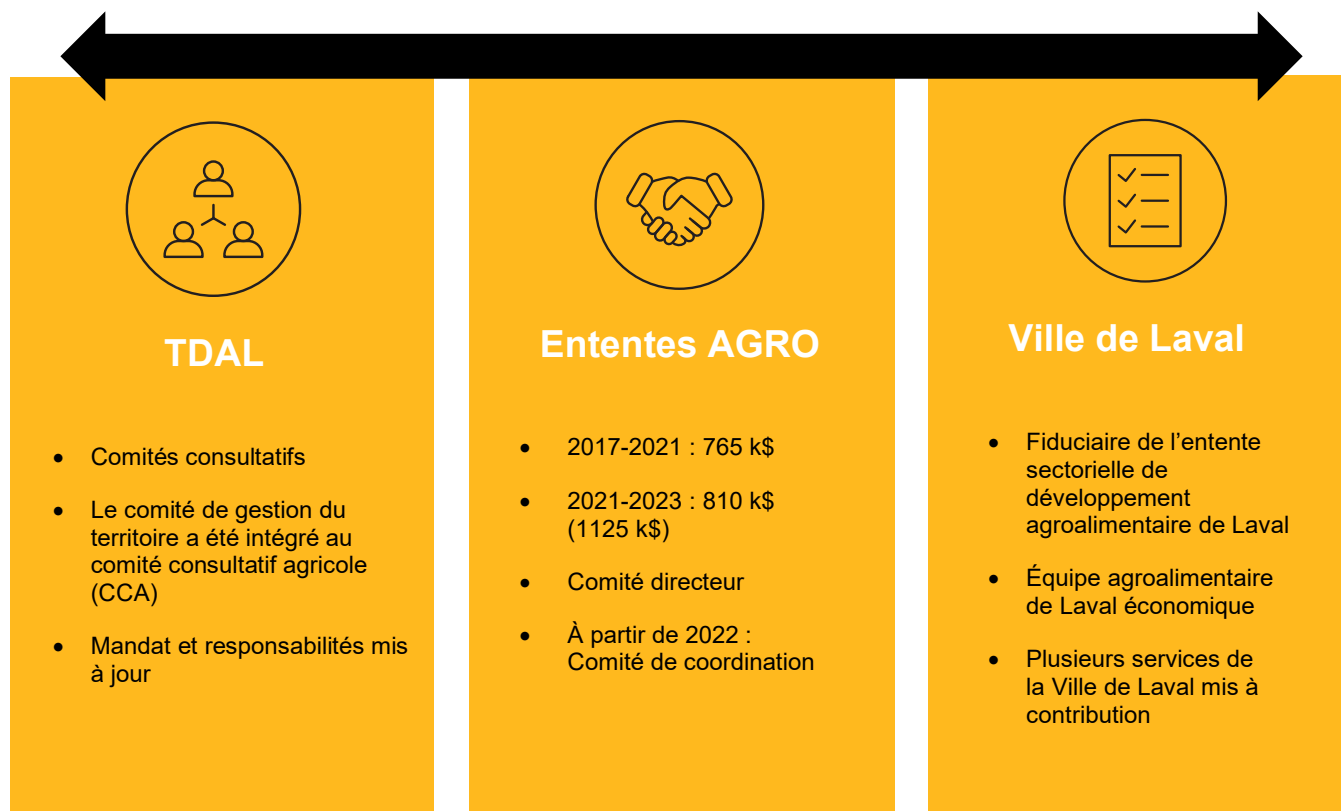 TDAL
• Comités consultatifs
• Le comité de gestion du
territoire a été intégré au
comité consultatif agricole
(CCA)
• Mandat et responsabilités mis
à jour
Ententes AGRO
• 2017-2021 : 765 k$
• 2021-2023 : 810 k$
(1125 k$)
• Comité directeur
• À partir de 2022 :
Comité de coordination
Ville de Laval
• Fiduciaire de l’entente
sectorielle de
développement
agroalimentaire de Laval
• Équipe agroalimentaire
de Laval économique
• Plusieurs services de
la Ville de Laval mis à
contribution